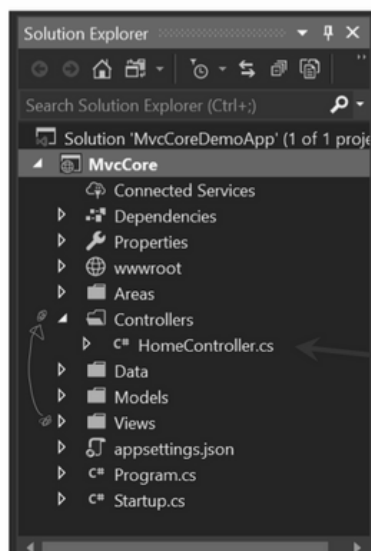 Solution Explorer
Search Solution Explorer (Ctrl+;)
Solution 'MvcCoreDemoApp' (1 of 1 proje
MvcCore
Connected Services
Dependencies
Properties
wwwroot
Areas
Controllers
C# HomeController.cs
Data
Models
Views
appsettings.json
C# Program.cs
C# Startup.cs